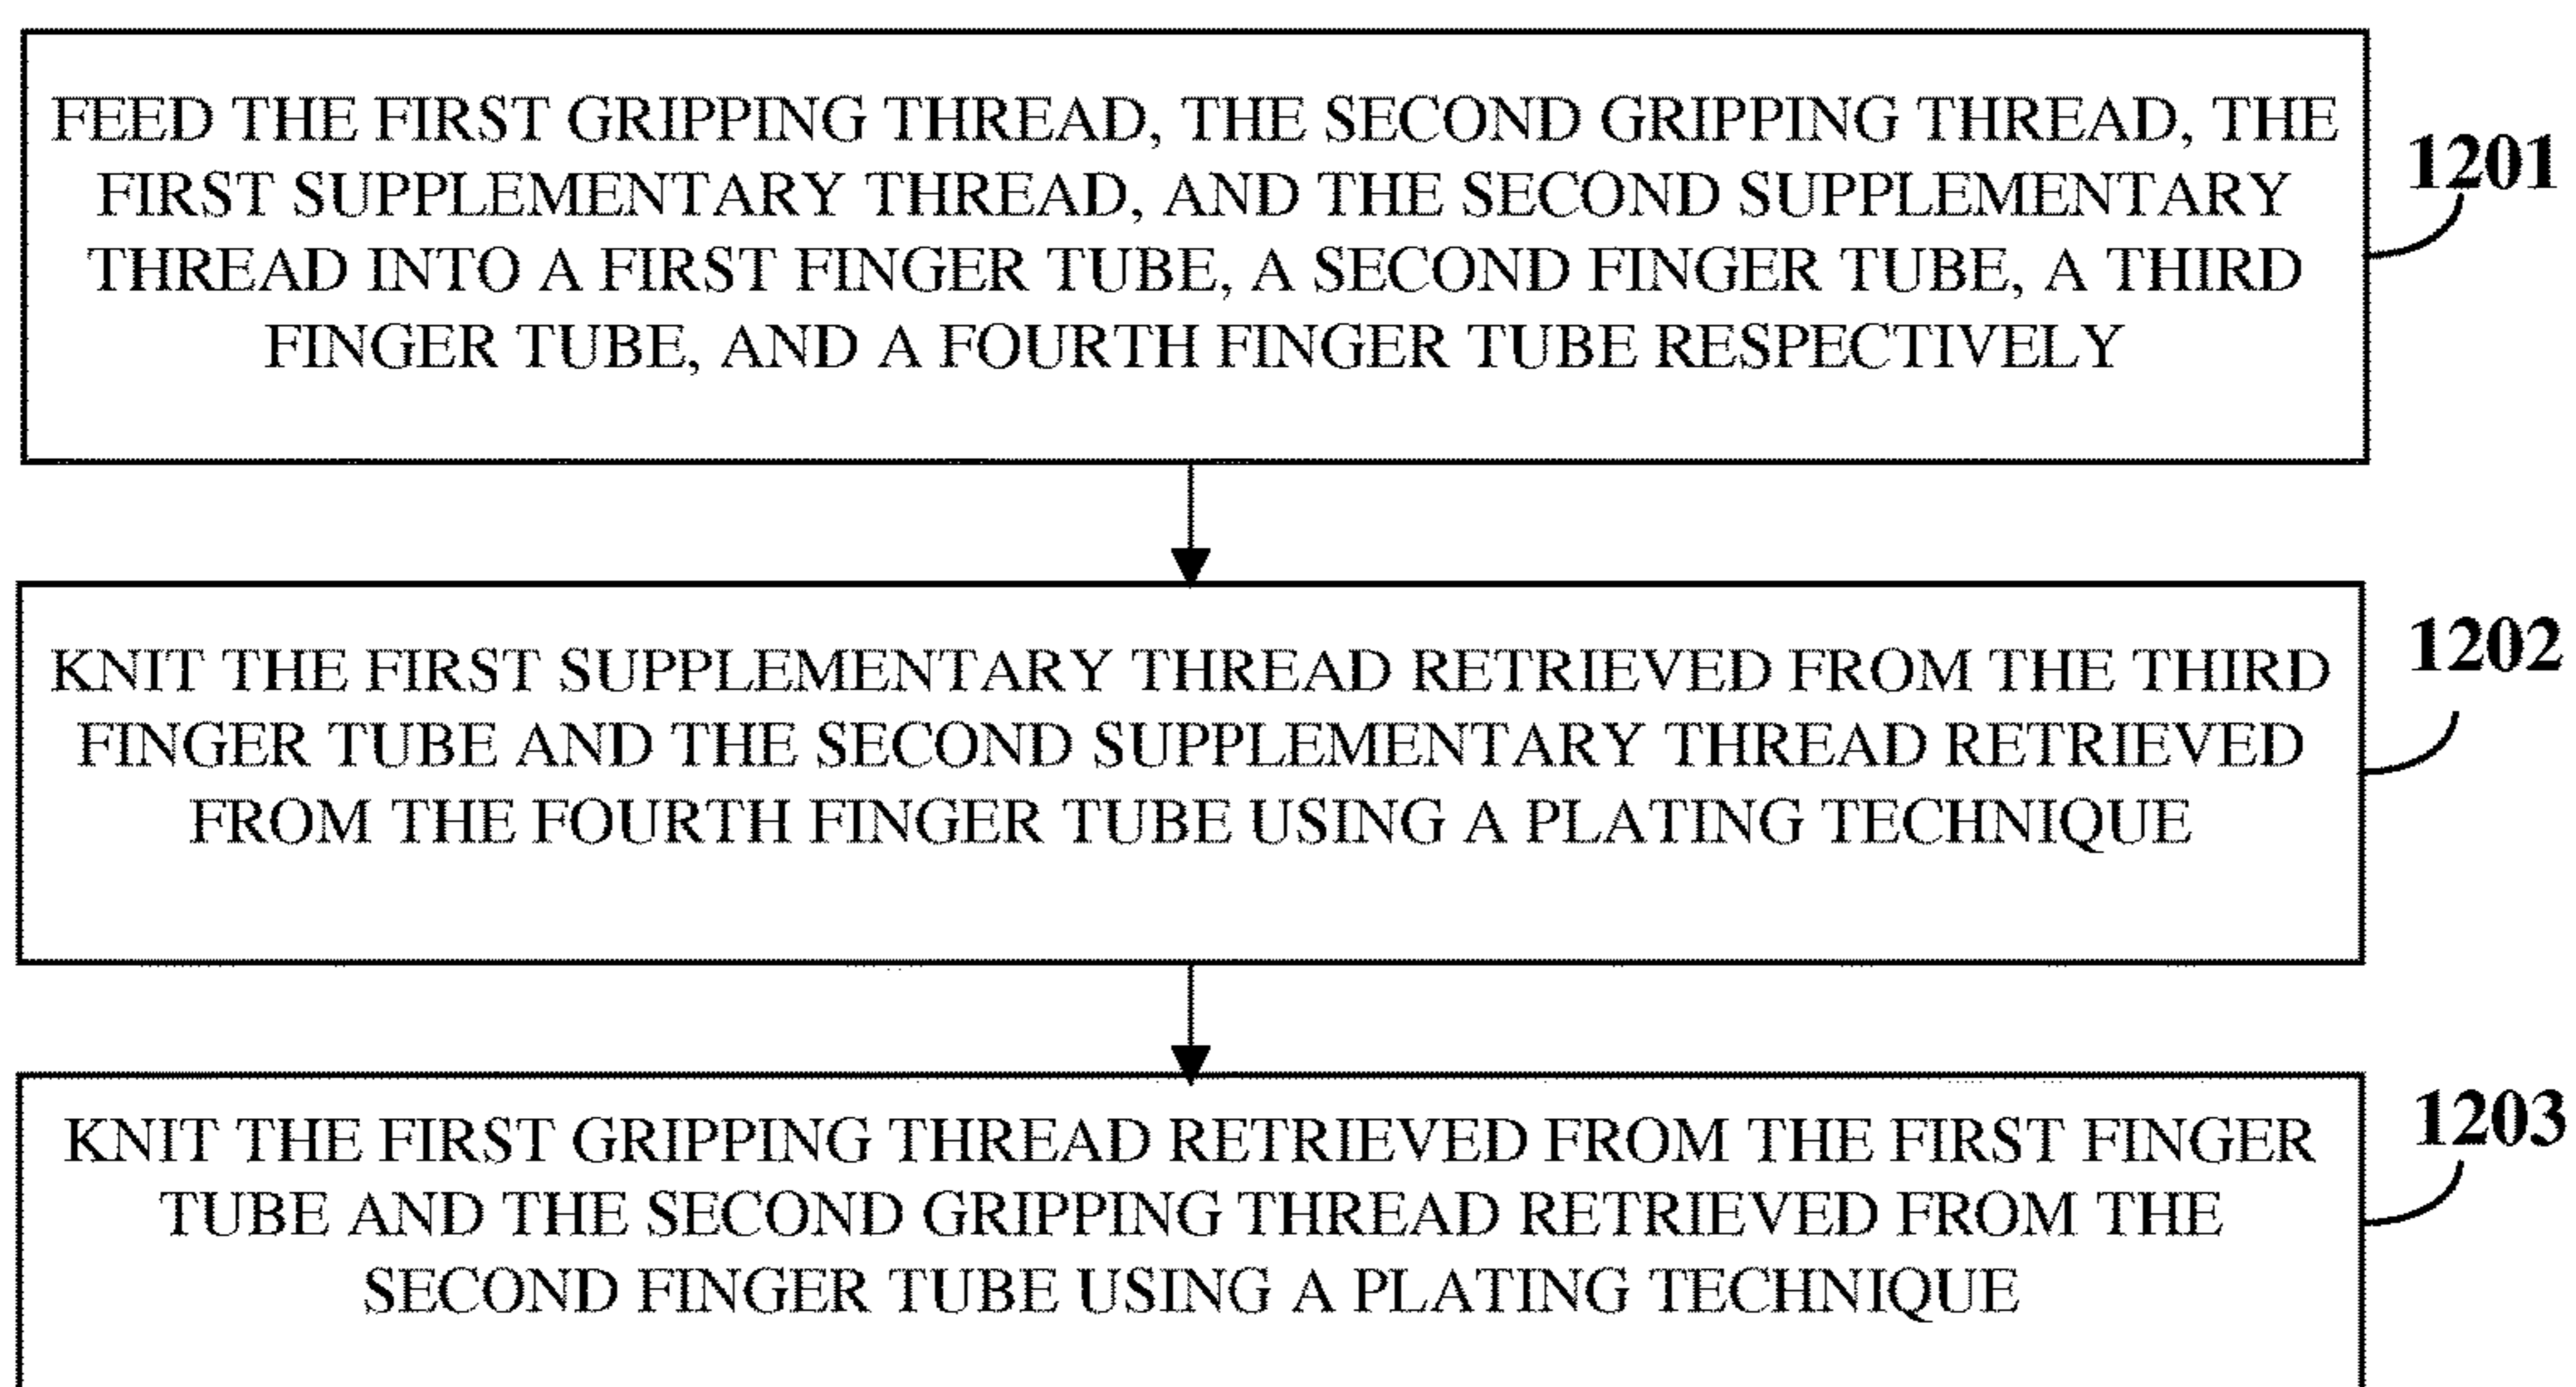 FEED THE FIRST GRIPPING THREAD, THE SECOND GRIPPING THREAD, THE
FIRST SUPPLEMENTARY THREAD, AND THE SECOND SUPPLEMENTARY
THREAD INTO A FIRST FINGER TUBE, A SECOND FINGER TUBE, A THIRD
FINGER TUBE, AND A FOURTH FINGER TUBE RESPECTIVELY
1201
KNIT THE FIRST SUPPLEMENTARY THREAD RETRIEVED FROM THE THIRD
FINGER TUBE AND THE SECOND SUPPLEMENTARY THREAD RETRIEVED
FROM THE FOURTH FINGER TUBE USING A PLATING TECHNIQUE
1202
KNIT THE FIRST GRIPPING THREAD RETRIEVED FROM THE FIRST FINGER
TUBE AND THE SECOND GRIPPING THREAD RETRIEVED FROM THE
SECOND FINGER TUBE USING A PLATING TECHNIQUE
1203